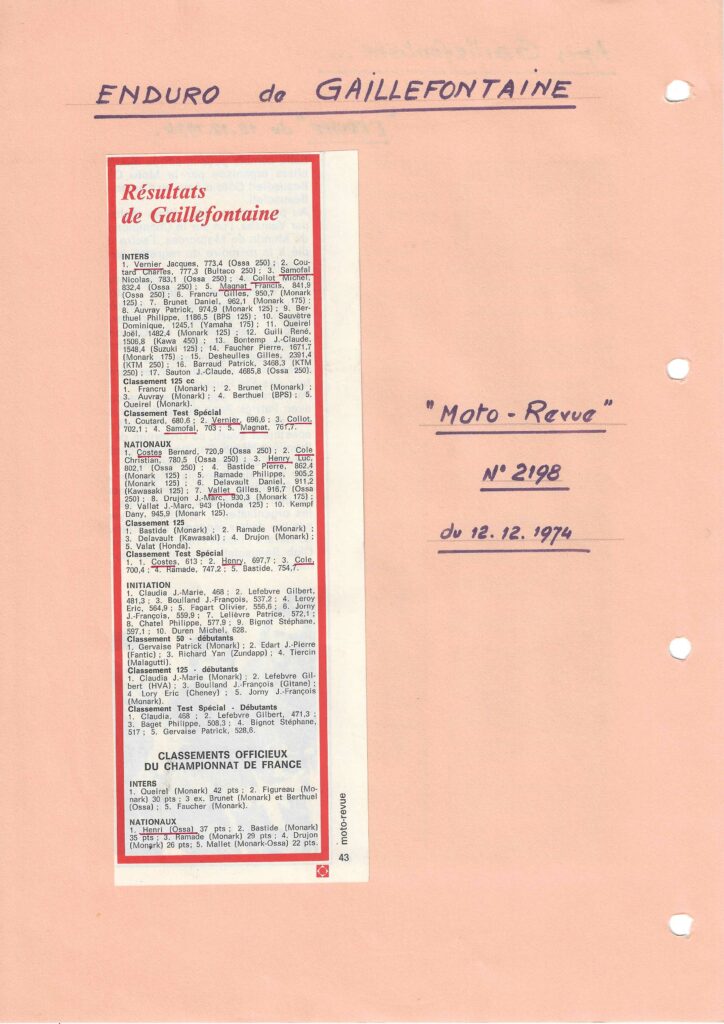 ENDURO de GAILLEFONTAINE
Résultats
de Gaillefontaine
INTERS
1. Vernier Jacques, 773,4 (Ossa 250) ; 2. Cou-
tard Charles, 777,3 (Bultaco 250) ; 3. Samofal
Nicolas, 783,1 (Ossa 250) ; 4. Collot Michel,
832,4 (Ossa 250) ; 5. Magnat Francis, 841,9
(Ossa 250) ; 6. Francru Gilles, 950,7 (Monark
125) ; 7. Brunet Daniel, 962,1 (Monark 175) ;
8. Auvray Patrick, 974,9 (Monark 125) ; 9. Ber-
thuel Philippe, 1186,5 (BPS 125) ; 10. Sauvètre
Dominique, 1245,1 (Yamaha 175) ; 11. Queirel
Joël, 1482,4 (Monark 125) ; 12. Guili René,
1506,8 (Kawa 450) ; 13. Bontemp J.-Claude,
1548,4 (Suzuki 125) ; 14. Faucher Pierre, 1671,7
(Monark 175) ; 15. Desheulles Gilles, 2391,4
(KTM 250) ; 16. Barraud Patrick, 3468,3 (KTM
250) ; 17. Sauton J.-Claude, 4685,8 (Ossa 250).
Classement 125 cc
1. Francru (Monark) ; 2. Brunet (Monark) ;
3. Auvray (Monark) ; 4. Berthuel (BPS) ; 5.
Queirel (Monark).
Classement Test Spécial
1. Coutard, 680,6 ; 2. Vernier, 696,6 ; 3. Collot,
702,1 ; 4. Samofal, 703 ; 5. Magnat, 761,7.
NATIONAUX
1. Costes Bernard, 720,9 (Ossa 250) ; 2. Cole
Christian, 780,5 (Ossa 250) ; 3. Henry Luc,
802,1 (Ossa 250) ; 4. Bastide Pierre, 862,4
(Monark 125) ; 5. Ramade Philippe, 905,2
(Monark 125) ; 6. Delavault Daniel, 911,2
(Kawasaki 125) ; 7. Vallet Gilles, 916,7 (Ossa
250) ; 8. Drujon J.-Marc, 930,3 (Monark 175) ;
9. Vallat J.-Marc, 943 (Honda 125) ; 10. Kempf
Dany, 945,9 (Monark 125).
Classement 125
1. Bastide (Monark) ; 2. Ramade (Monark) ;
3. Delavault (Kawasaki) ; 4. Drujon (Monark) ;
5. Valat (Honda).
Classement Test Spécial
1. 1. Costes, 613 ; 2. Henry, 697,7 ; 3. Cole,
700,4 ; 4. Ramade, 747,2 ; 5. Bastide, 754,7.
INITIATION
1. Claudia J.-Marie, 468 ; 2. Lefebvre Gilbert,
481,3 ; 3. Boulland J.-François, 537,2 ; 4. Leroy
Eric, 564,9 ; 5. Fagart Olivier, 556,6 ; 6. Jorny
J.-François, 559,9 ; 7. Lelièvre Patrice, 572,1 ;
8. Chatel Philippe, 577,9 ; 9. Bignot Stéphane,
597,1 ; 10. Duren Michel, 628.
Classement 50 - débutants
1. Gervaise Patrick (Monark) ; 2. Edart J.-Pierre
(Fantic) ; 3. Richard Yan (Zundapp) ; 4. Tiercin
(Malagutti).
Classement 125 - débutants
1. Claudia J.-Marie (Monark) ; 2. Lefebvre Gil-
bert (HVA) ; 3. Boulland J.-François (Gitane) ;
4 Lory Eric (Cheney) ; 5. Jorny J.-François
(Monark).
Classement Test Spécial - Débutants
1. Claudia, 468 ; 2. Lefebvre Gilbert, 471,3 ;
3. Baget Philippe, 508,3 ; 4. Bignot Stéphane,
517 ; 5. Gervaise Patrick, 528,6.
CLASSEMENTS OFFICIEUX
DU CHAMPIONNAT DE FRANCE
INTERS
1. Queirel (Monark) 42 pts ; 2. Figureau (Mo-
nark) 30 pts ; 3 ex. Brunet (Monark) et Berthuel
(Ossa) ; 5. Faucher (Monark).
NATIONAUX
1. Henri (Ossa) 37 pts ; 2. Bastide (Monark)
35 pts ; 3. Ramade (Monark) 29 pts ; 4. Drujon
(Monark) 26 pts; 5. Mallet (Monark-Ossa) 22 pts.
moto-revue
43
"Moto - Revue"
N° 2198
du 12.12.1974